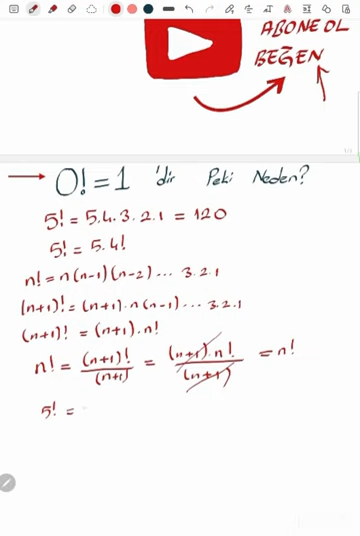 ABONE OL
BEĞEN
0! = 1 'dir Peki Neden?
5! = 5.4.3.2.1 = 120
5! = 5.4!
n! = n(n-1)(n-2)... 3.2.1
(n+1)! = (n+1).n(n-1)... 3.2.1
(n+1)! = (n+1).n!
n! = (n+1)!/(n+1) = (n+1).n!/(n+1) = n!
5! =